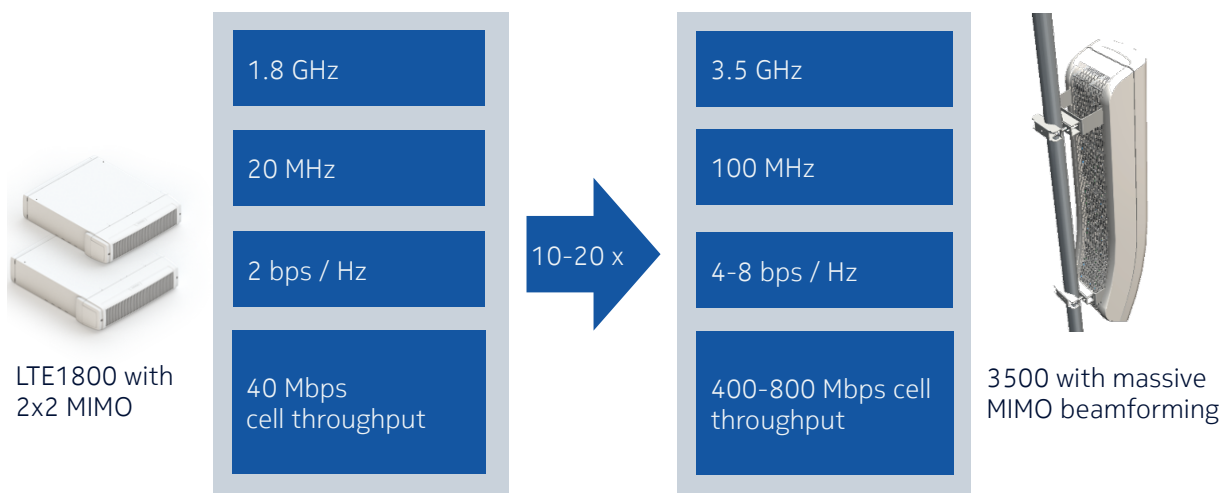 1.8 GHz
20 MHz
2 bps / Hz
40 Mbps
cell throughput
LTE1800 with
2x2 MIMO
10-20 x
3.5 GHz
100 MHz
4-8 bps / Hz
400-800 Mbps cell
throughput
3500 with massive
MIMO beamforming